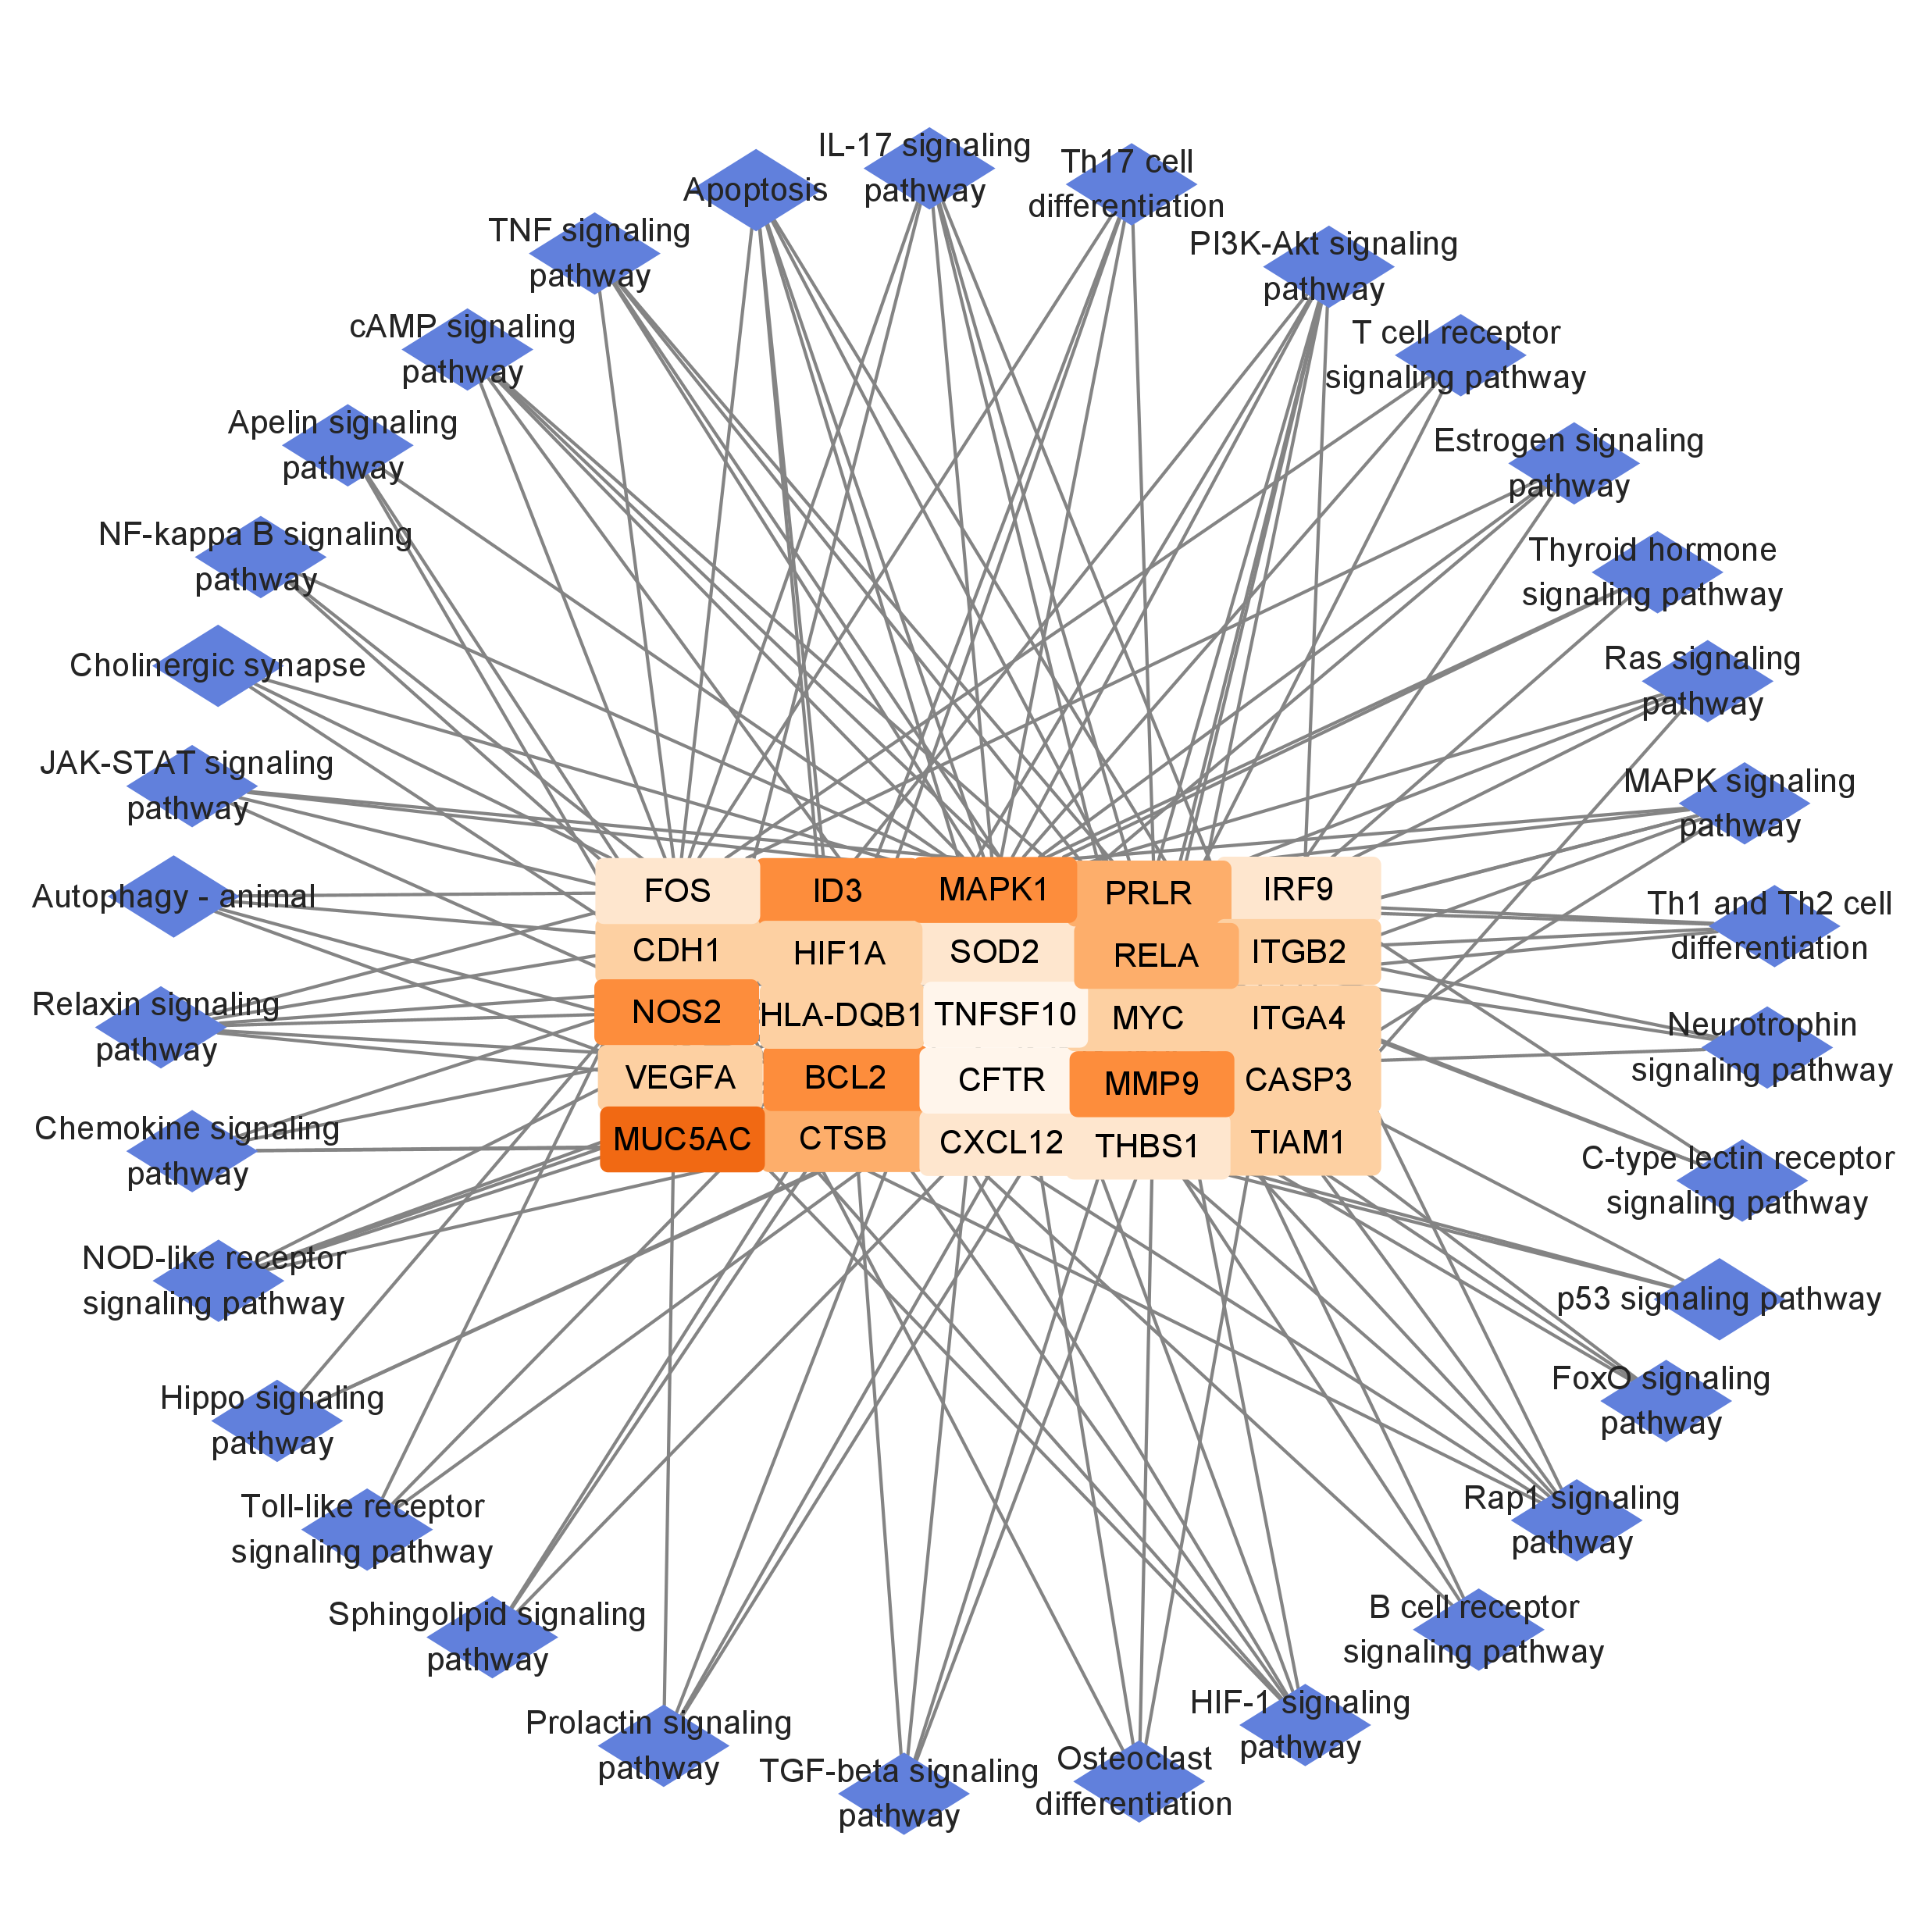 IL-17 signaling
pathway
Th17 cell
differentiation
Apoptosis
TNF signaling
pathway
PI3K-Akt signaling
pathway
cAMP signaling
pathway
T cell receptor
signaling pathway
Apelin signaling
pathway
Estrogen signaling
pathway
NF-kappa B signaling
pathway
Thyroid hormone
signaling pathway
Cholinergic synapse
Ras signaling
pathway
JAK-STAT signaling
pathway
MAPK signaling
pathway
Autophagy - animal
Th1 and Th2 cell
differentiation
FOS ID3 MAPK1 PRLR IRF9
CDH1 HIF1A SOD2 RELA ITGB2
NOS2 HLA-DQB1 TNFSF10 MYC ITGA4
VEGFA BCL2 CFTR MMP9 CASP3
MUC5AC CTSB CXCL12 THBS1 TIAM1
Relaxin signaling
pathway
Neurotrophin
signaling pathway
Chemokine signaling
pathway
C-type lectin receptor
signaling pathway
NOD-like receptor
signaling pathway
p53 signaling pathway
Hippo signaling
pathway
FoxO signaling
pathway
Toll-like receptor
signaling pathway
Rap1 signaling
pathway
Sphingolipid signaling
pathway
B cell receptor
signaling pathway
Prolactin signaling
pathway
HIF-1 signaling
pathway
TGF-beta signaling
pathway
Osteoclast
differentiation